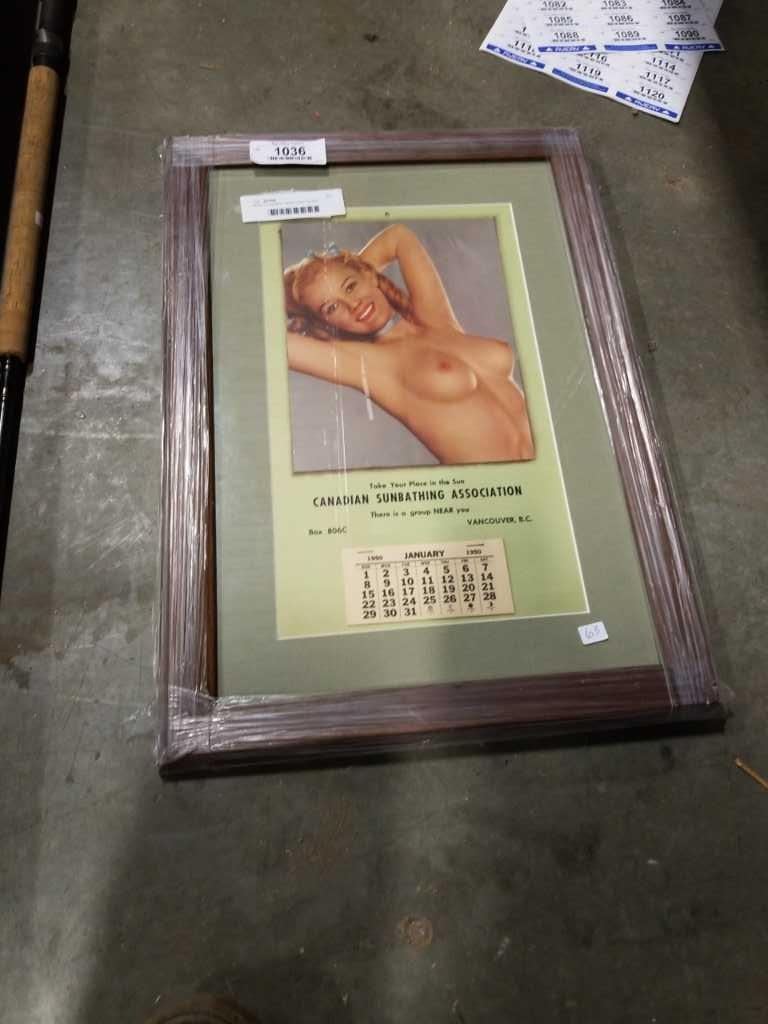 1082 1083 1084
1085 1086 1087
1088 1089 1090
1114
1117
1119
1120
1036
Take Your Place in the Sun
CANADIAN SUNBATHING ASSOCIATION
There is a group NEAR you
Box 806C VANCOUVER, B.C.
JANUARY
1 2 3 4 5 6 7
8 9 10 11 12 13 14
15 16 17 18 19 20 21
22 23 24 25 26 27 28
29 30 31